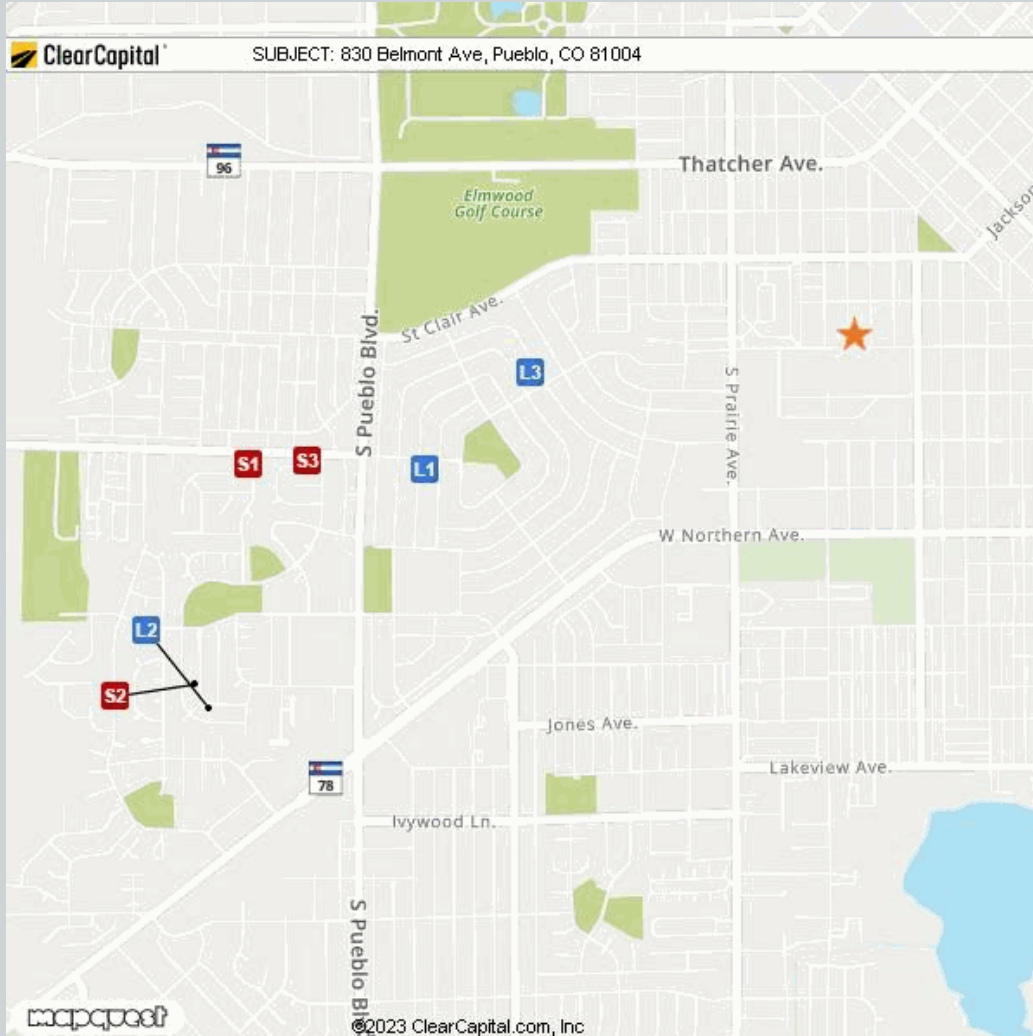 ClearCapital
SUBJECT: 830 Belmont Ave, Pueblo, CO 81004
96
Thatcher Ave.
Elmwood
Golf Course
Jackson
St Clair Ave.
S Pueblo Blvd.
L3
S Prairie Ave.
S1
S3
L1
W Northern Ave.
L2
S2
Jones Ave.
Lakeview Ave.
78
Ivywood Ln.
S Pueblo Bl
mapquest
©2023 ClearCapital.com, Inc